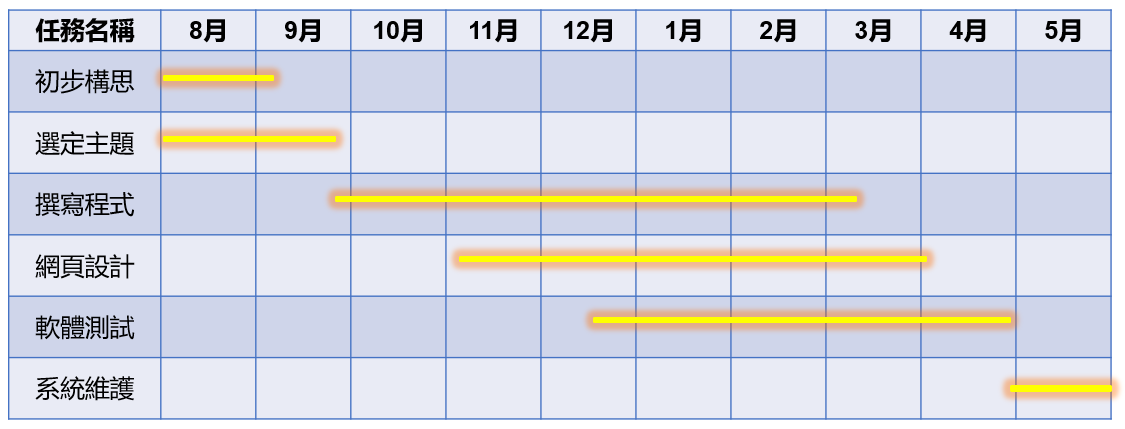 任務名稱 8月 9月 10月 11月 12月 1月 2月 3月 4月 5月
初步構思
選定主題
撰寫程式
網頁設計
軟體測試
系統維護